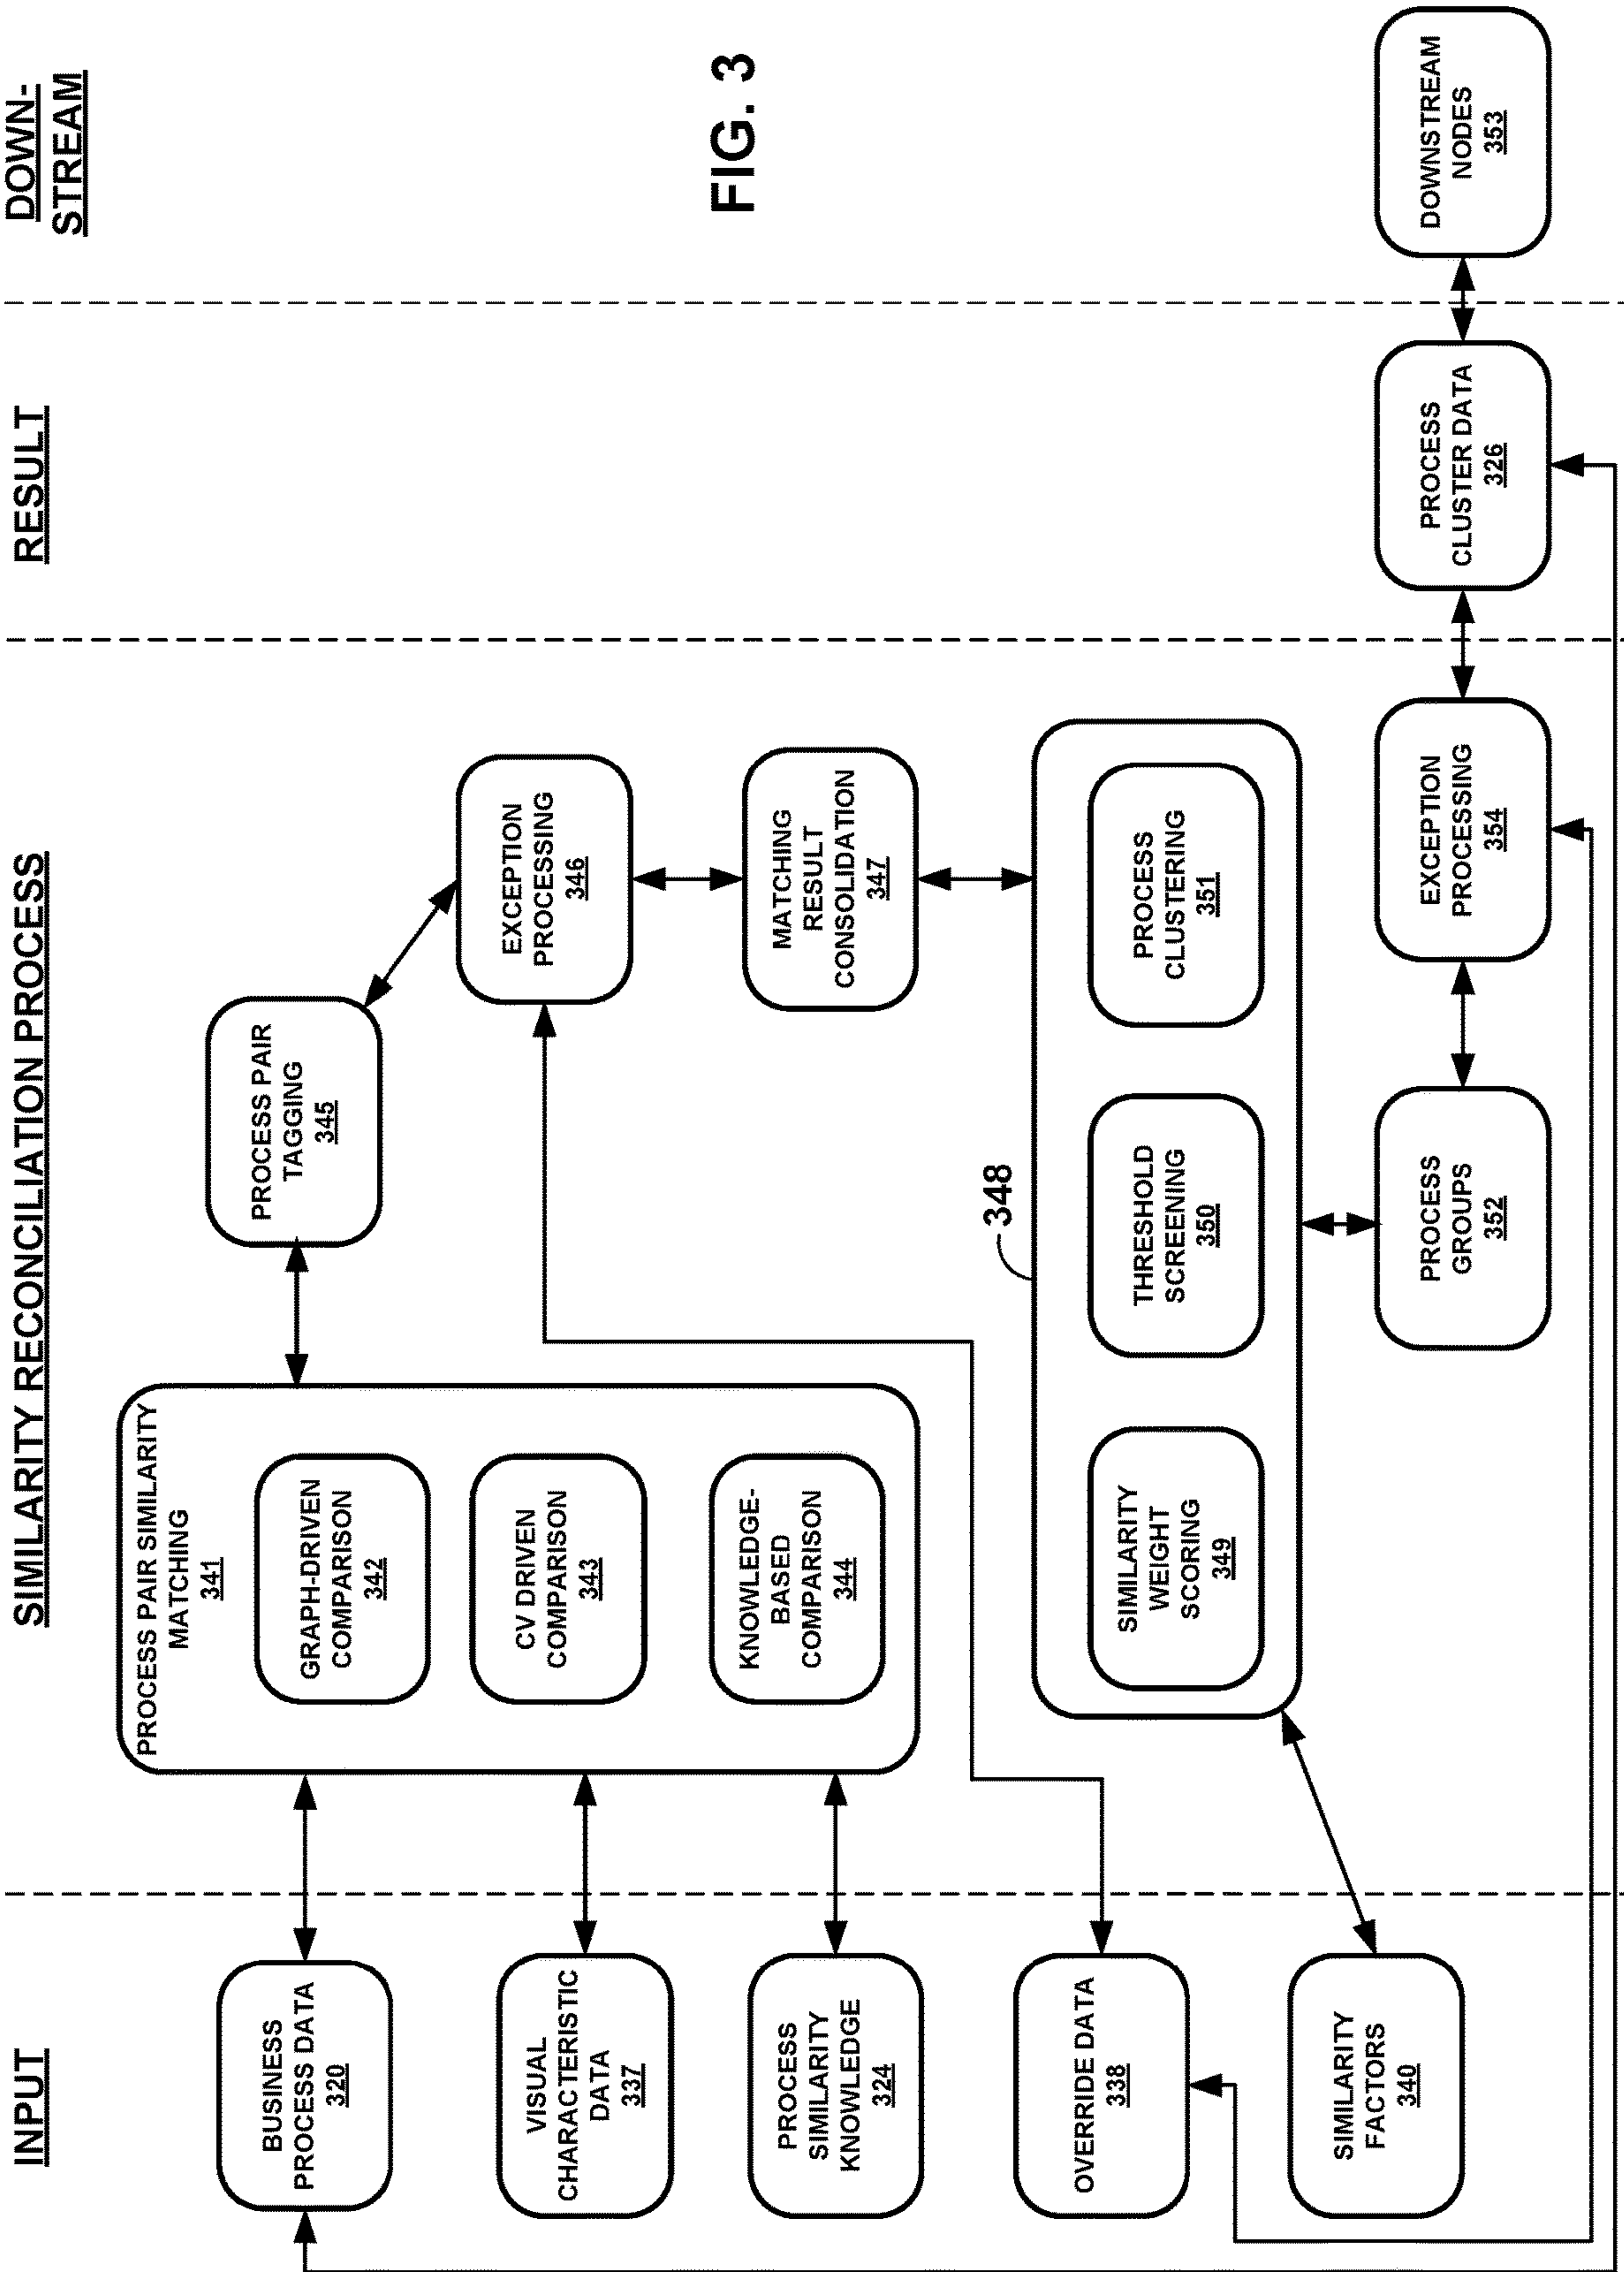 INPUT
SIMILARITY RECONCILIATION PROCESS
RESULT
DOWN-
STREAM
BUSINESS
PROCESS DATA
320
VISUAL
CHARACTERISTIC
DATA
337
PROCESS
SIMILARITY
KNOWLEDGE
324
OVERRIDE DATA
338
SIMILARITY
FACTORS
340
PROCESS PAIR SIMILARITY
MATCHING
341
GRAPH-DRIVEN
COMPARISON
342
CV DRIVEN
COMPARISON
343
KNOWLEDGE-
BASED
COMPARISON
344
PROCESS PAIR
TAGGING
345
EXCEPTION
PROCESSING
346
MATCHING
RESULT
CONSOLIDATION
347
348
SIMILARITY
WEIGHT
SCORING
349
THRESHOLD
SCREENING
350
PROCESS
CLUSTERING
351
PROCESS
GROUPS
352
EXCEPTION
PROCESSING
354
PROCESS
CLUSTER DATA
326
DOWNSTREAM
NODES
353
FIG. 3